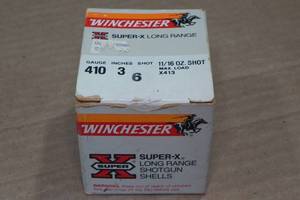 WINCHESTER
X SUPER-X LONG RANGE
SUPER
GAUGE INCHES SHOT 11/16 OZ. SHOT
410 3 6 MAX. LOAD
X413
WINCHESTER
X SUPER-X
SUPER LONG RANGE
SHOTGUN
SHELLS